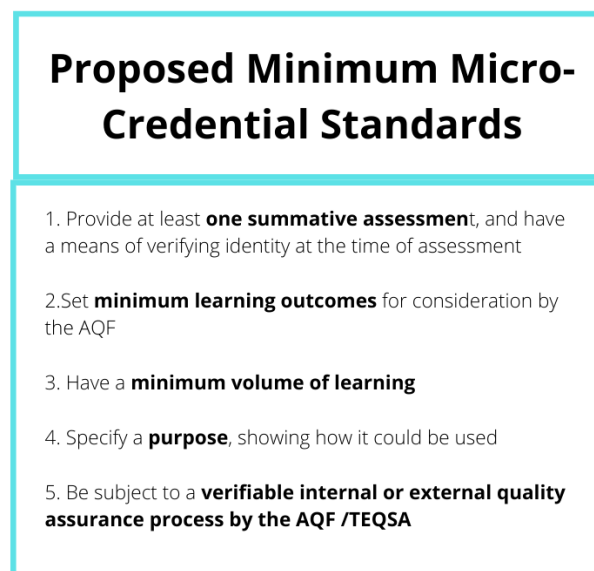 Proposed Minimum Micro-
Credential Standards
1. Provide at least one summative assessment, and have
a means of verifying identity at the time of assessment
2.Set minimum learning outcomes for consideration by
the AQF
3. Have a minimum volume of learning
4. Specify a purpose, showing how it could be used
5. Be subject to a verifiable internal or external quality
assurance process by the AQF /TEQSA